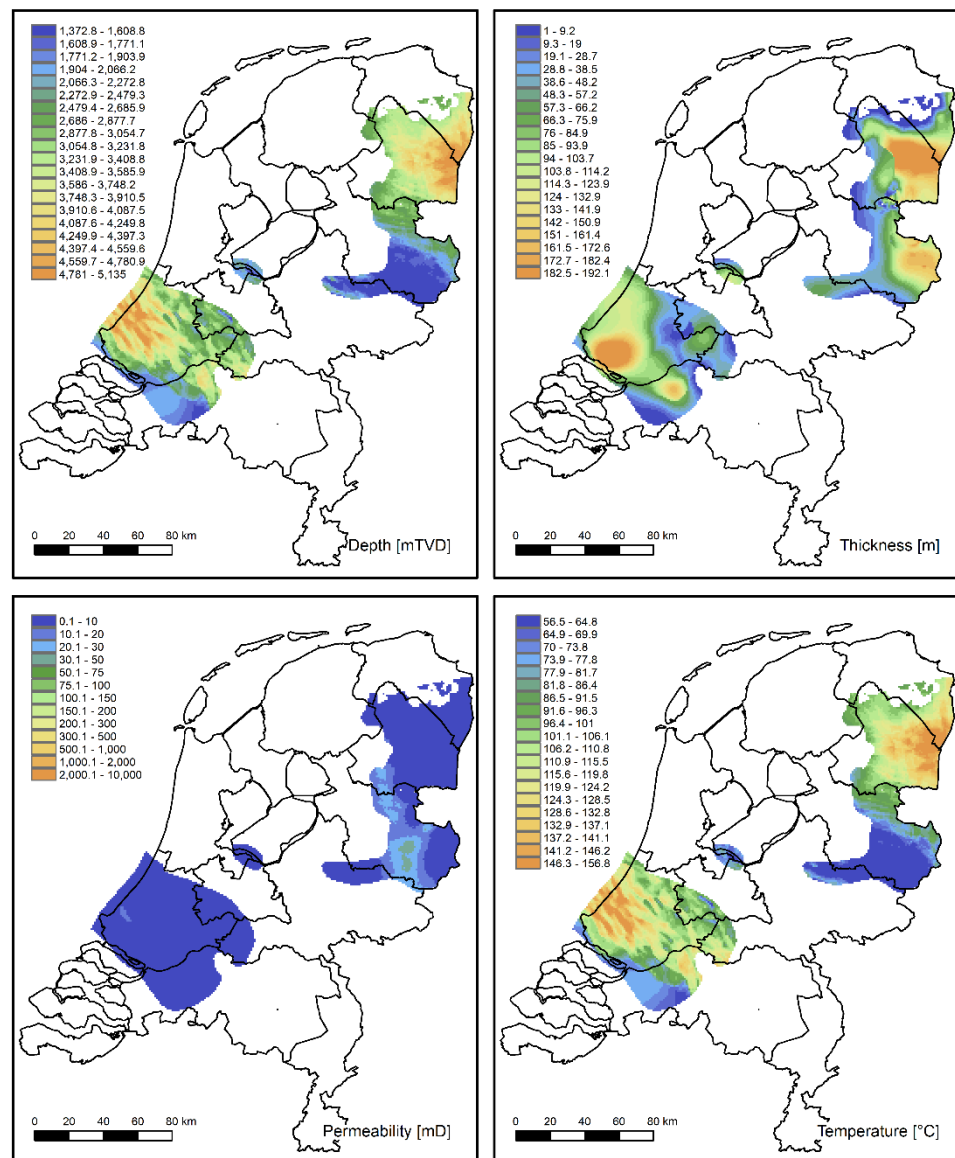 1,372.8 - 1,608.8
1,608.9 - 1,771.1
1,771.2 - 1,903.9
1,904 - 2,066.2
2,066.3 - 2,272.8
2,272.9 - 2,479.3
2,479.4 - 2,685.9
2,686 - 2,877.7
2,877.8 - 3,054.7
3,054.8 - 3,231.8
3,231.9 - 3,408.8
3,408.9 - 3,585.9
3,586 - 3,748.2
3,748.3 - 3,910.5
3,910.6 - 4,087.5
4,087.6 - 4,249.8
4,249.9 - 4,397.3
4,397.4 - 4,559.6
4,559.7 - 4,780.9
4,781 - 5,135
0 20 40 60 80 km
Depth [mTVD]
1 - 9.2
9.3 - 19
19.1 - 28.7
28.8 - 38.5
38.6 - 48.2
48.3 - 57.2
57.3 - 66.2
66.3 - 75.9
76 - 84.9
85 - 93.9
94 - 103.7
103.8 - 114.2
114.3 - 123.9
124 - 132.9
133 - 141.9
142 - 150.9
151 - 161.4
161.5 - 172.6
172.7 - 182.4
182.5 - 192.1
0 20 40 60 80 km
Thickness [m]
0.1 - 10
10.1 - 20
20.1 - 30
30.1 - 50
50.1 - 75
75.1 - 100
100.1 - 150
150.1 - 200
200.1 - 300
300.1 - 500
500.1 - 1,000
1,000.1 - 2,000
2,000.1 - 10,000
0 20 40 60 80 km
Permeability [mD]
56.5 - 64.8
64.9 - 69.9
70 - 73.8
73.9 - 77.8
77.9 - 81.7
81.8 - 86.4
86.5 - 91.5
91.6 - 96.3
96.4 - 101
101.1 - 106.1
106.2 - 110.8
110.9 - 115.5
115.6 - 119.8
119.9 - 124.2
124.3 - 128.5
128.6 - 132.8
132.9 - 137.1
137.2 - 141.1
141.2 - 146.2
146.3 - 156.8
0 20 40 60 80 km
Temperature [°C]